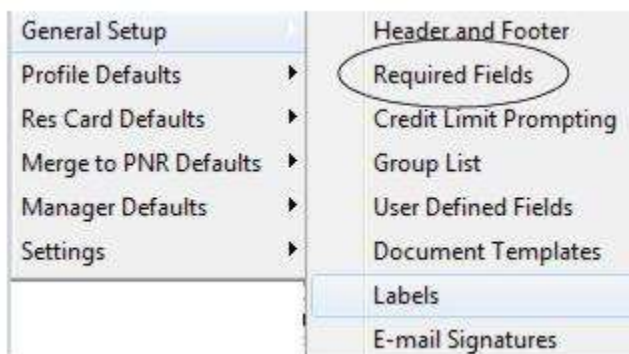 General Setup
Profile Defaults
Res Card Defaults
Merge to PNR Defaults
Manager Defaults
Settings
Header and Footer
Required Fields
Credit Limit Prompting
Group List
User Defined Fields
Document Templates
Labels
E-mail Signatures